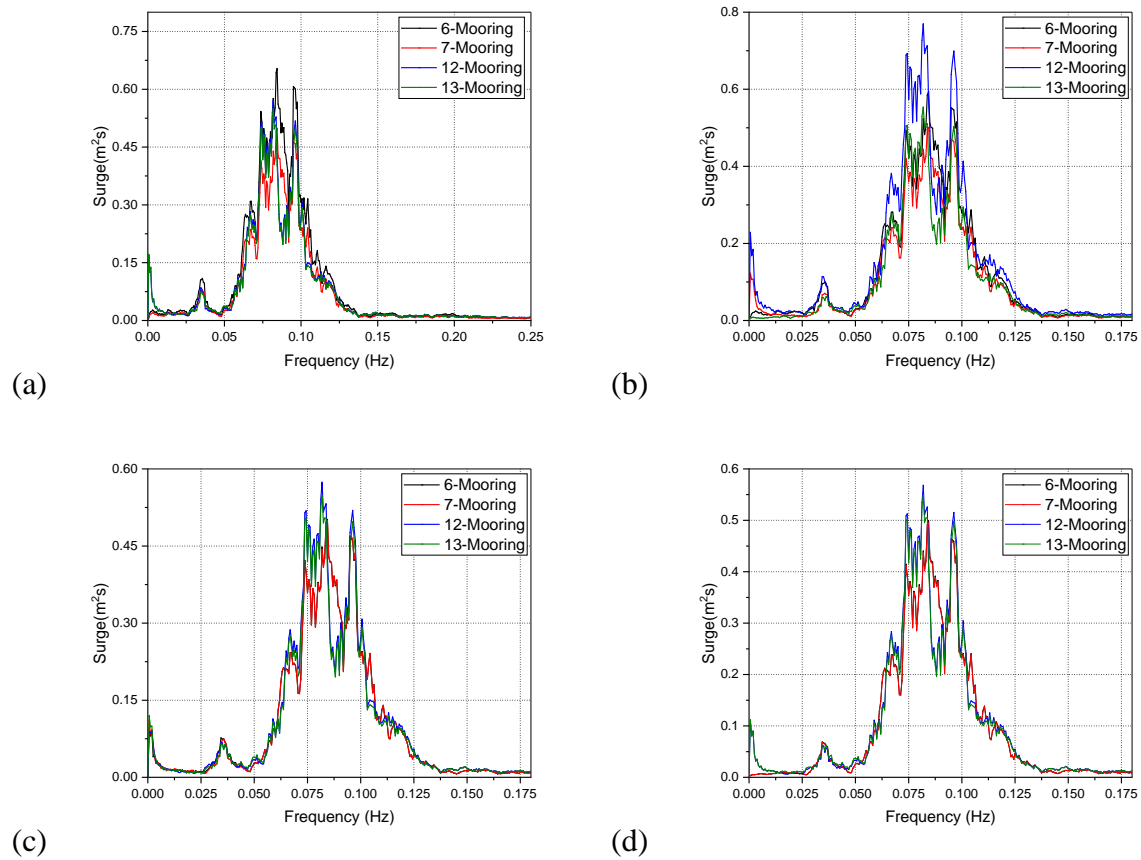 0.75
0.60
0.45
0.30
0.15
0.00
Surge(m²s)
0.00 0.05 0.10 0.15 0.20 0.25
Frequency (Hz)
6-Mooring
7-Mooring
12-Mooring
13-Mooring
(a)
0.8
0.6
0.4
0.2
0.0
Surge(m²s)
0.000 0.025 0.050 0.075 0.100 0.125 0.150 0.175
Frequency (Hz)
6-Mooring
7-Mooring
12-Mooring
13-Mooring
(b)
0.60
0.45
0.30
0.15
0.00
Surge(m²s)
0.000 0.025 0.050 0.075 0.100 0.125 0.150 0.175
Frequency (Hz)
6-Mooring
7-Mooring
12-Mooring
13-Mooring
(c)
0.6
0.5
0.4
0.3
0.2
0.1
0.0
Surge(m²s)
0.000 0.025 0.050 0.075 0.100 0.125 0.150 0.175
Frequency (Hz)
6-Mooring
7-Mooring
12-Mooring
13-Mooring
(d)